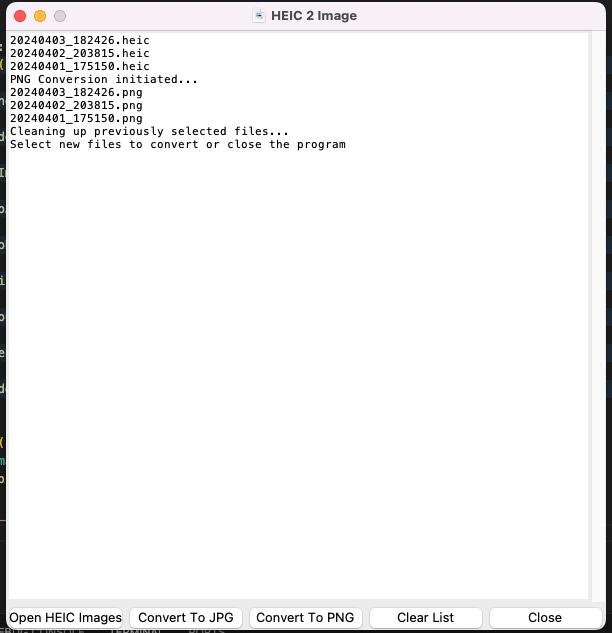 HEIC 2 Image
20240403_182426.heic
20240402_203815.heic
20240401_175150.heic
PNG Conversion initiated...
20240403_182426.png
20240402_203815.png
20240401_175150.png
Cleaning up previously selected files...
Select new files to convert or close the program
Open HEIC Images
Convert To JPG
Convert To PNG
Clear List
Close